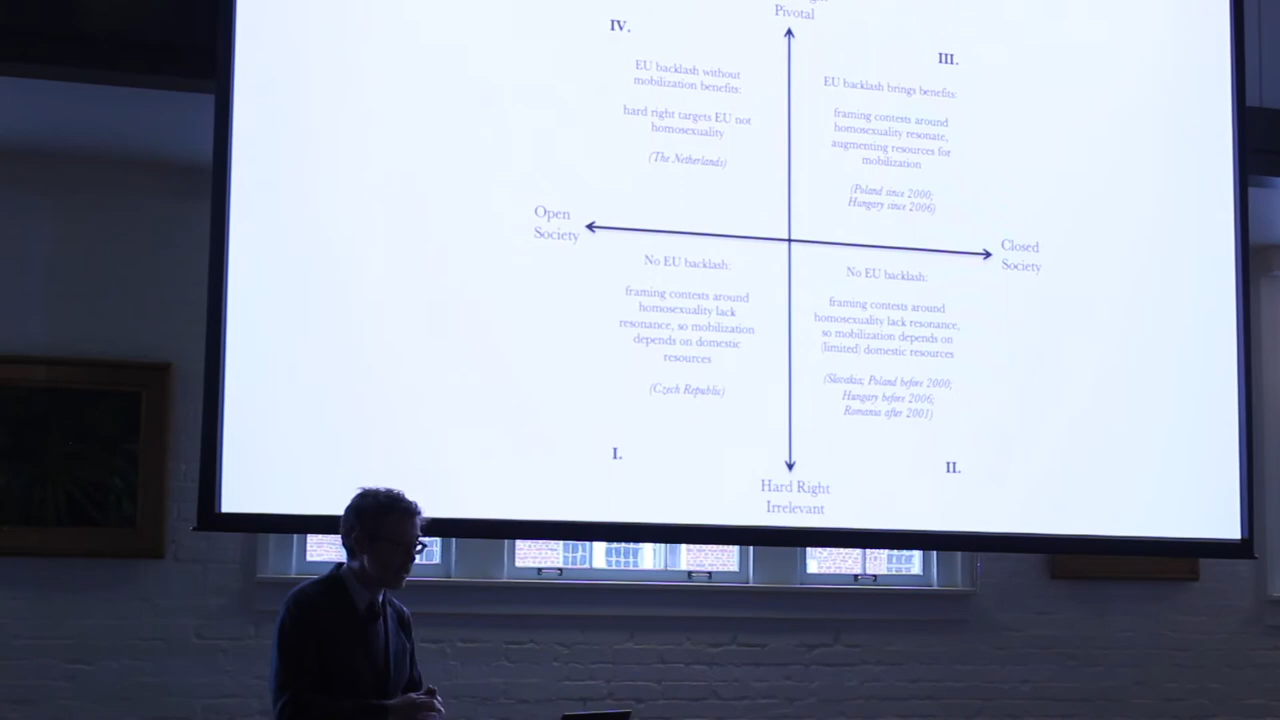 Pivotal
IV.
EU backlash without
mobilization benefits:
hard right targets EU not
homosexuality
(The Netherlands)
III.
EU backlash brings benefits:
framing contests around
homosexuality resonate,
augmenting resources for
mobilization
(Poland since 2000;
Hungary since 2006)
Open
Society
Closed
Society
No EU backlash:
framing contests around
homosexuality lack
resonance, so mobilization
depends on domestic
resources
(Czech Republic)
I.
No EU backlash:
framing contests around
homosexuality lack resonance,
so mobilization depends on
(limited) domestic resources
(Slovakia; Poland before 2000;
Hungary before 2006;
Romania after 2001)
II.
Hard Right
Irrelevant